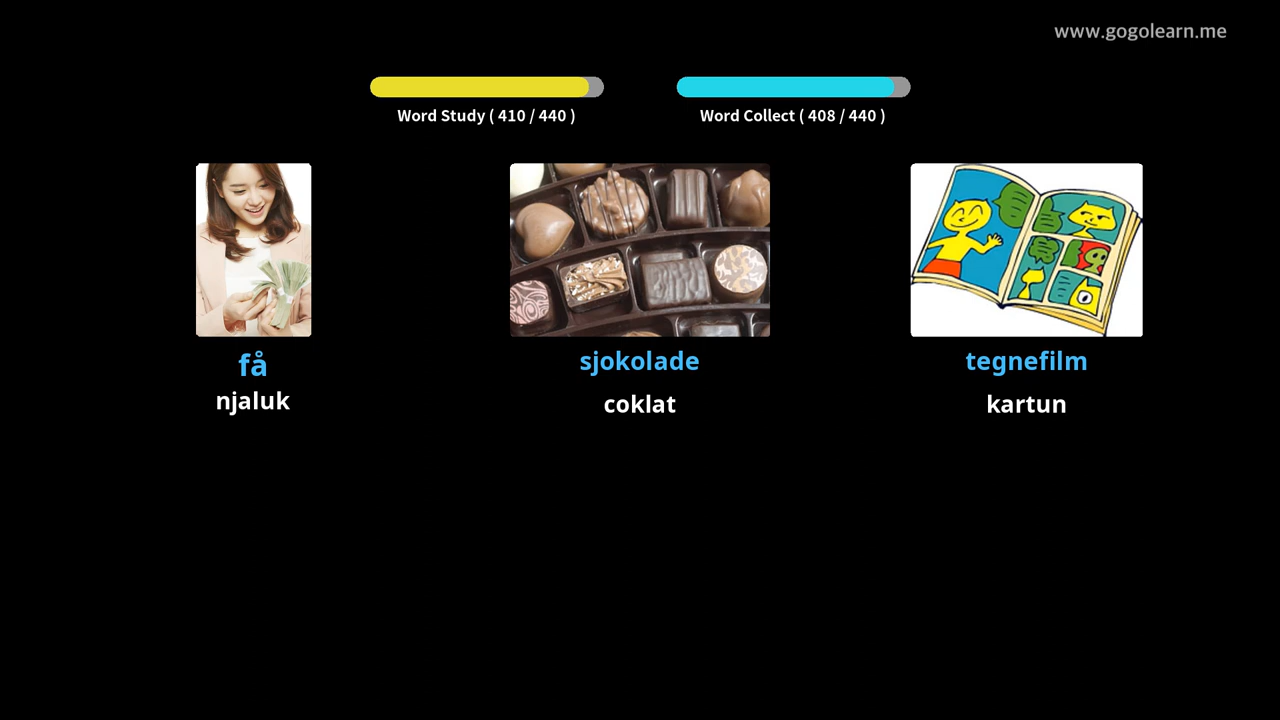 www.gogolearn.me
Word Study ( 410 / 440 )
Word Collect ( 408 / 440 )
få
njaluk
sjokolade
coklat
tegnefilm
kartun